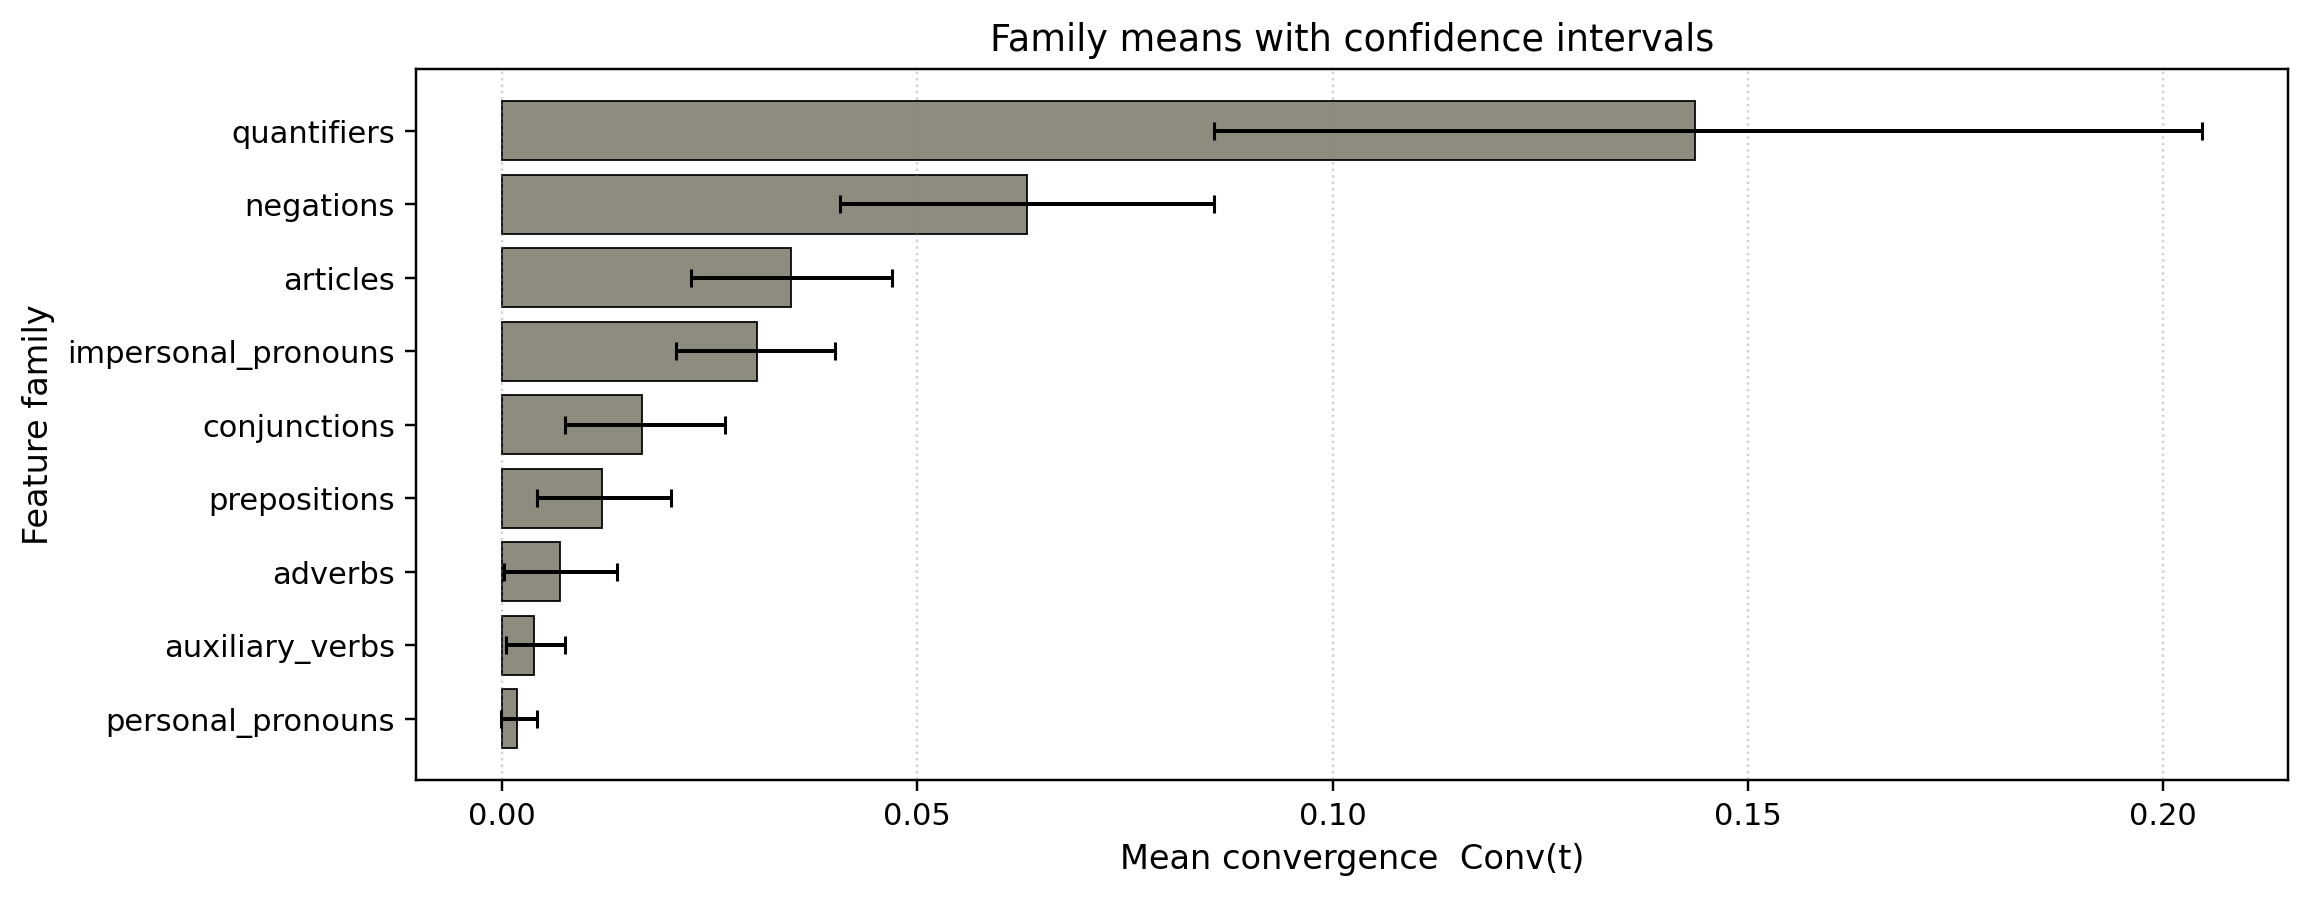 Family means with confidence intervals
Feature family
quantifiers
negations
articles
impersonal_pronouns
conjunctions
prepositions
adverbs
auxiliary_verbs
personal_pronouns
0.00 0.05 0.10 0.15 0.20
Mean convergence  Conv(t)